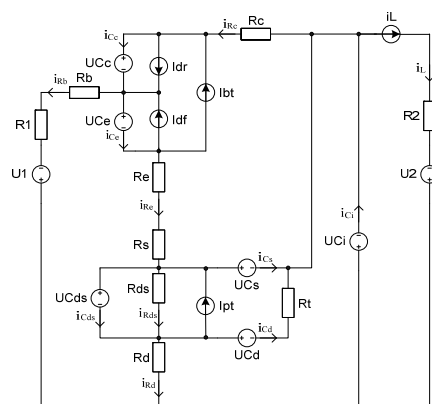 iCc
iRc
Rc
iL
UCc
Idr
iRb
Rb
Ibt
iL
R1
UCe
Idf
R2
iCe
U1
Re
U2
iRe
iCi
Rs
iCs
UCi
UCds
Rds
UCs
Ipt
Rt
iCds
iRds
iCd
UCd
Rd
iRd